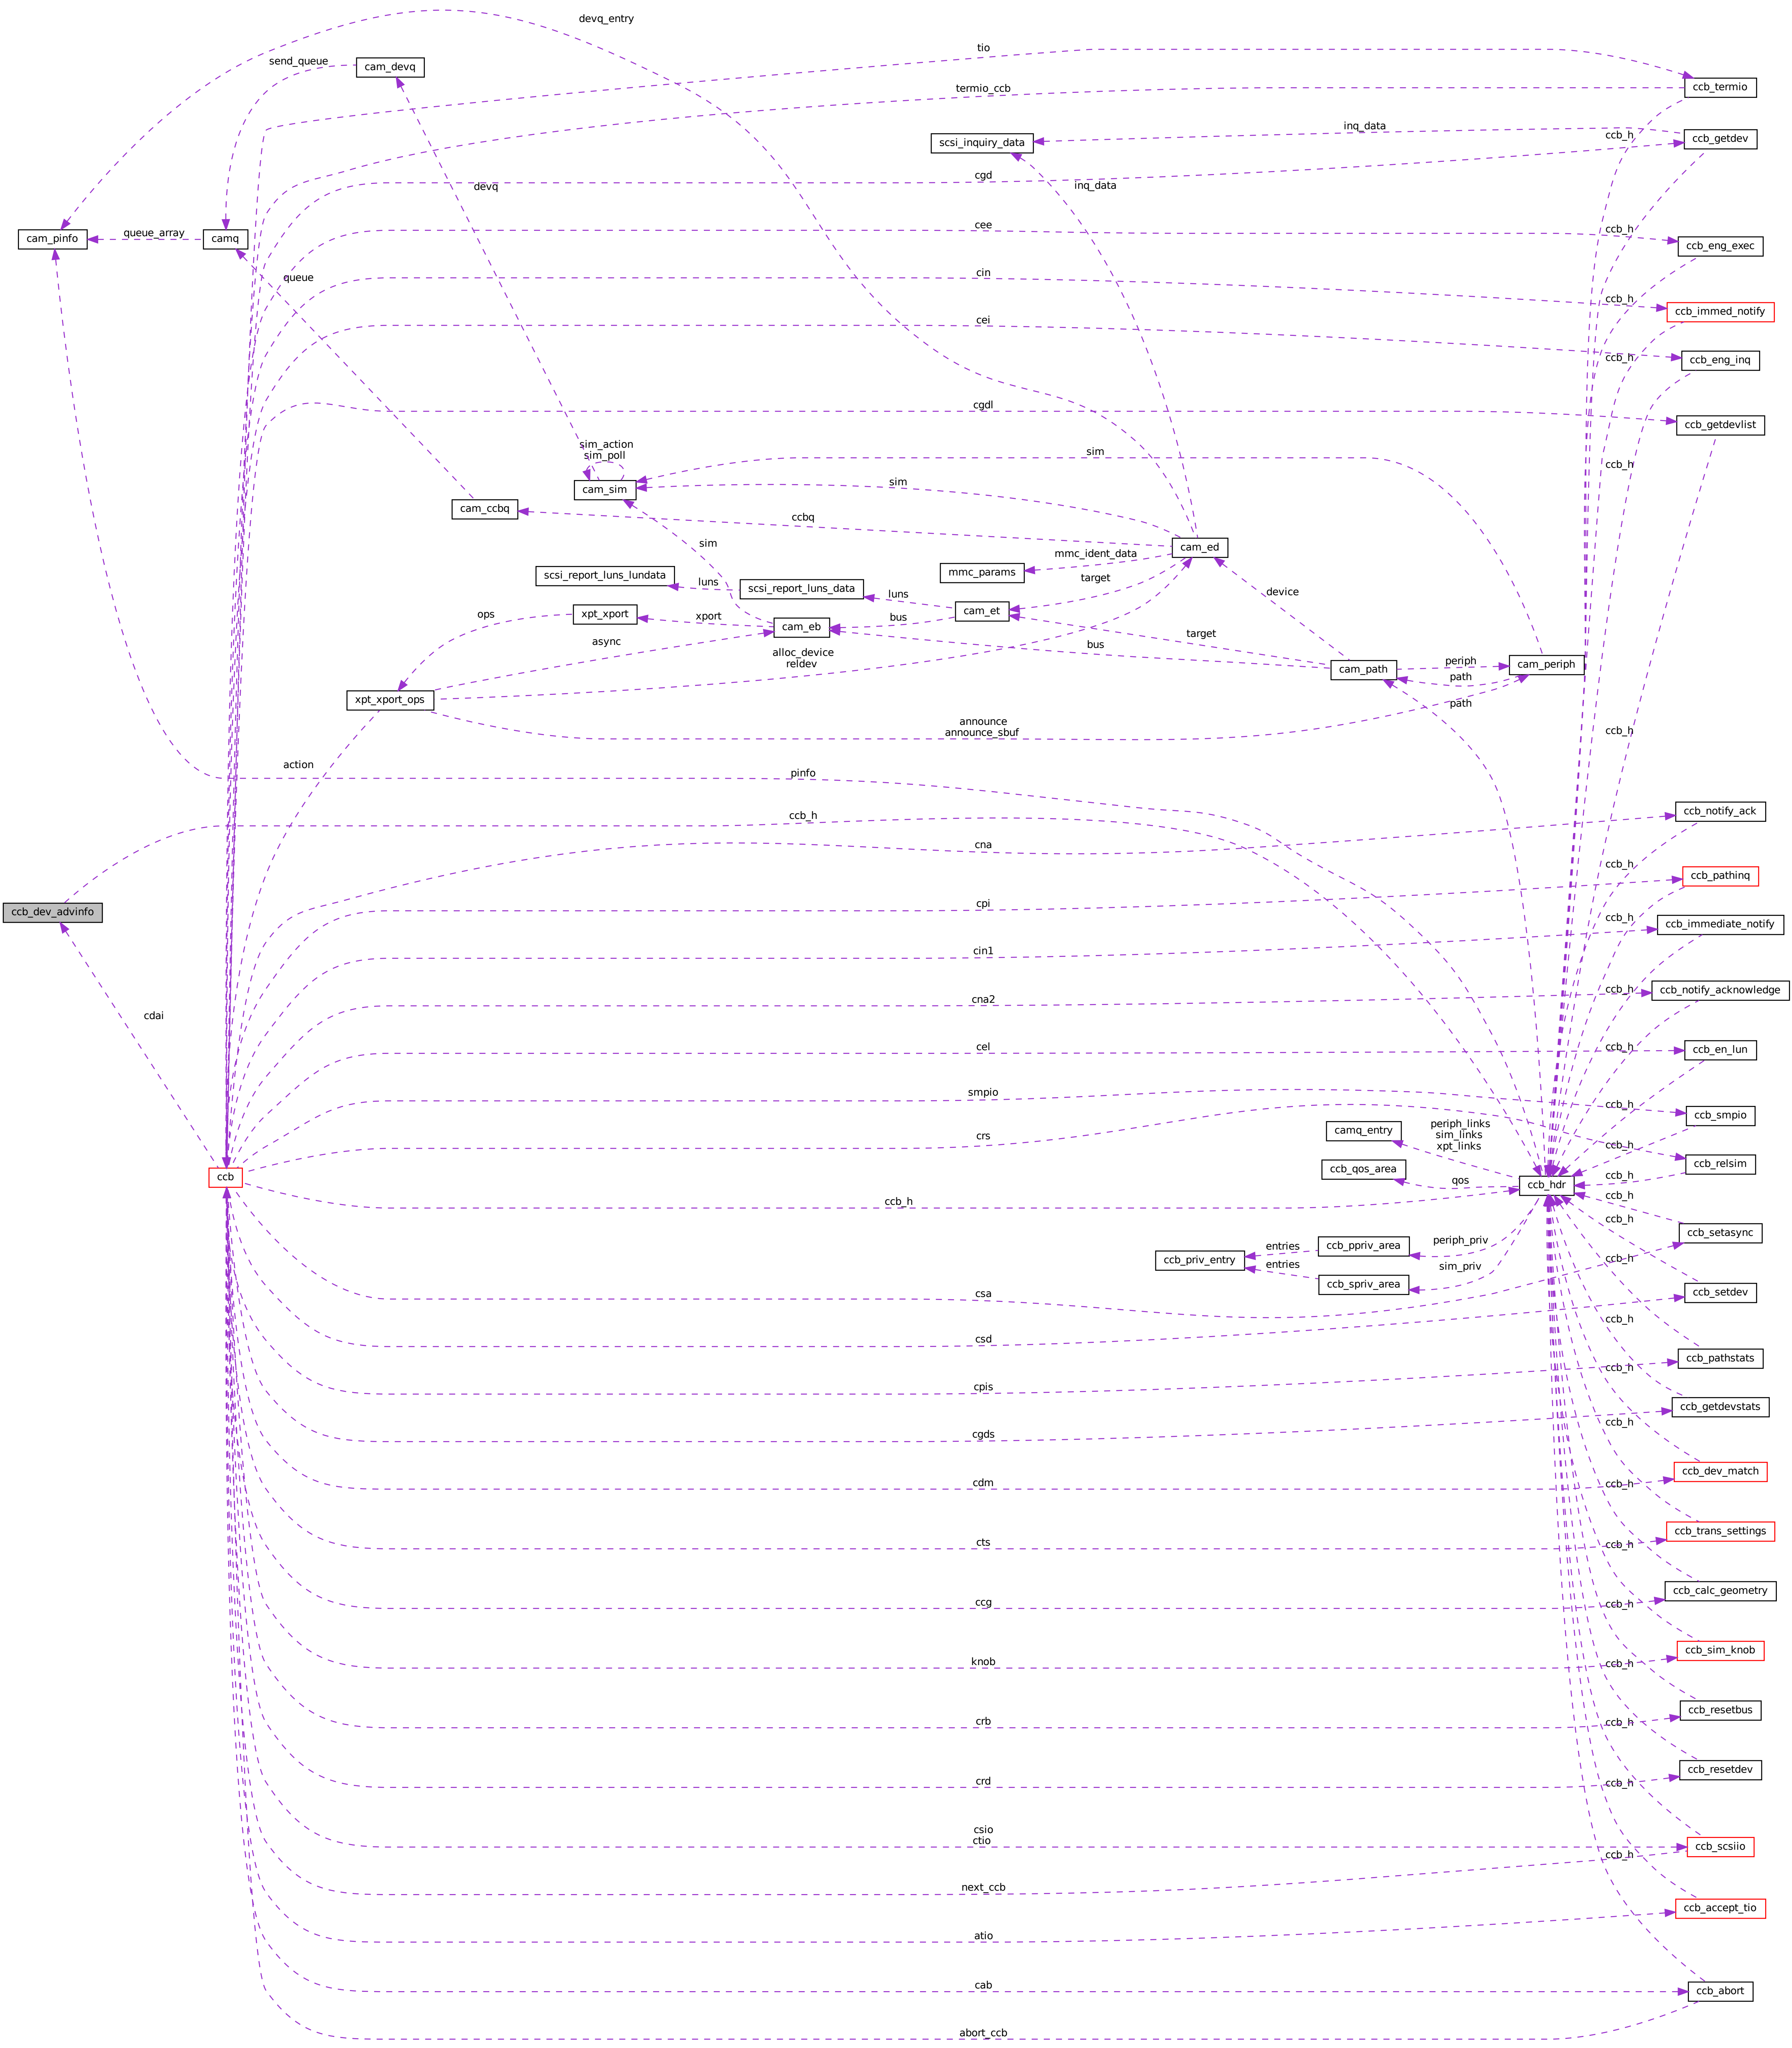 devq_entry
tio
send_queue
cam_devq
ccb_termio
termio_ccb
inq_data
ccb_h
ccb_getdev
scsi_inquiry_data
cgd
devq
inq_data
cam_pinfo
queue_array
camq
cee
ccb_h
ccb_eng_exec
queue
cin
ccb_h
ccb_immed_notify
cei
ccb_h
ccb_eng_inq
cgdl
ccb_getdevlist
sim_action
sim_poll
sim
ccb_h
cam_sim
sim
cam_ccbq
ccbq
sim
cam_ed
mmc_ident_data
mmc_params
scsi_report_luns_lundata
luns
scsi_report_luns_data
target
device
luns
cam_et
ops
xpt_xport
xport
cam_eb
bus
target
async
alloc_device
reldev
bus
cam_path
periph
path
cam_periph
xpt_xport_ops
path
announce
announce_sbuf
ccb_h
action
pinfo
ccb_h
ccb_notify_ack
cna
ccb_h
ccb_pathinq
cpi
ccb_dev_advinfo
ccb_h
ccb_immediate_notify
cin1
ccb_h
ccb_notify_acknowledge
cna2
cdai
cel
ccb_h
ccb_en_lun
smpio
ccb_h
ccb_smpio
periph_links
sim_links
xpt_links
camq_entry
crs
ccb_h
ccb_relsim
ccb_qos_area
ccb
qos
ccb_hdr
ccb_h
ccb_h
ccb_h
ccb_h
ccb_setasync
periph_priv
ccb_ppriv_area
entries
ccb_priv_entry
entries
sim_priv
ccb_spriv_area
ccb_h
csa
ccb_setdev
ccb_h
csd
ccb_pathstats
ccb_h
cpis
ccb_getdevstats
ccb_h
cgds
ccb_dev_match
cdm
ccb_h
ccb_trans_settings
cts
ccb_h
ccb_calc_geometry
ccg
ccb_h
ccb_sim_knob
knob
ccb_h
ccb_resetbus
crb
ccb_h
ccb_resetdev
crd
ccb_h
csio
ctio
ccb_scsiio
ccb_h
next_ccb
ccb_accept_tio
atio
cab
ccb_abort
abort_ccb